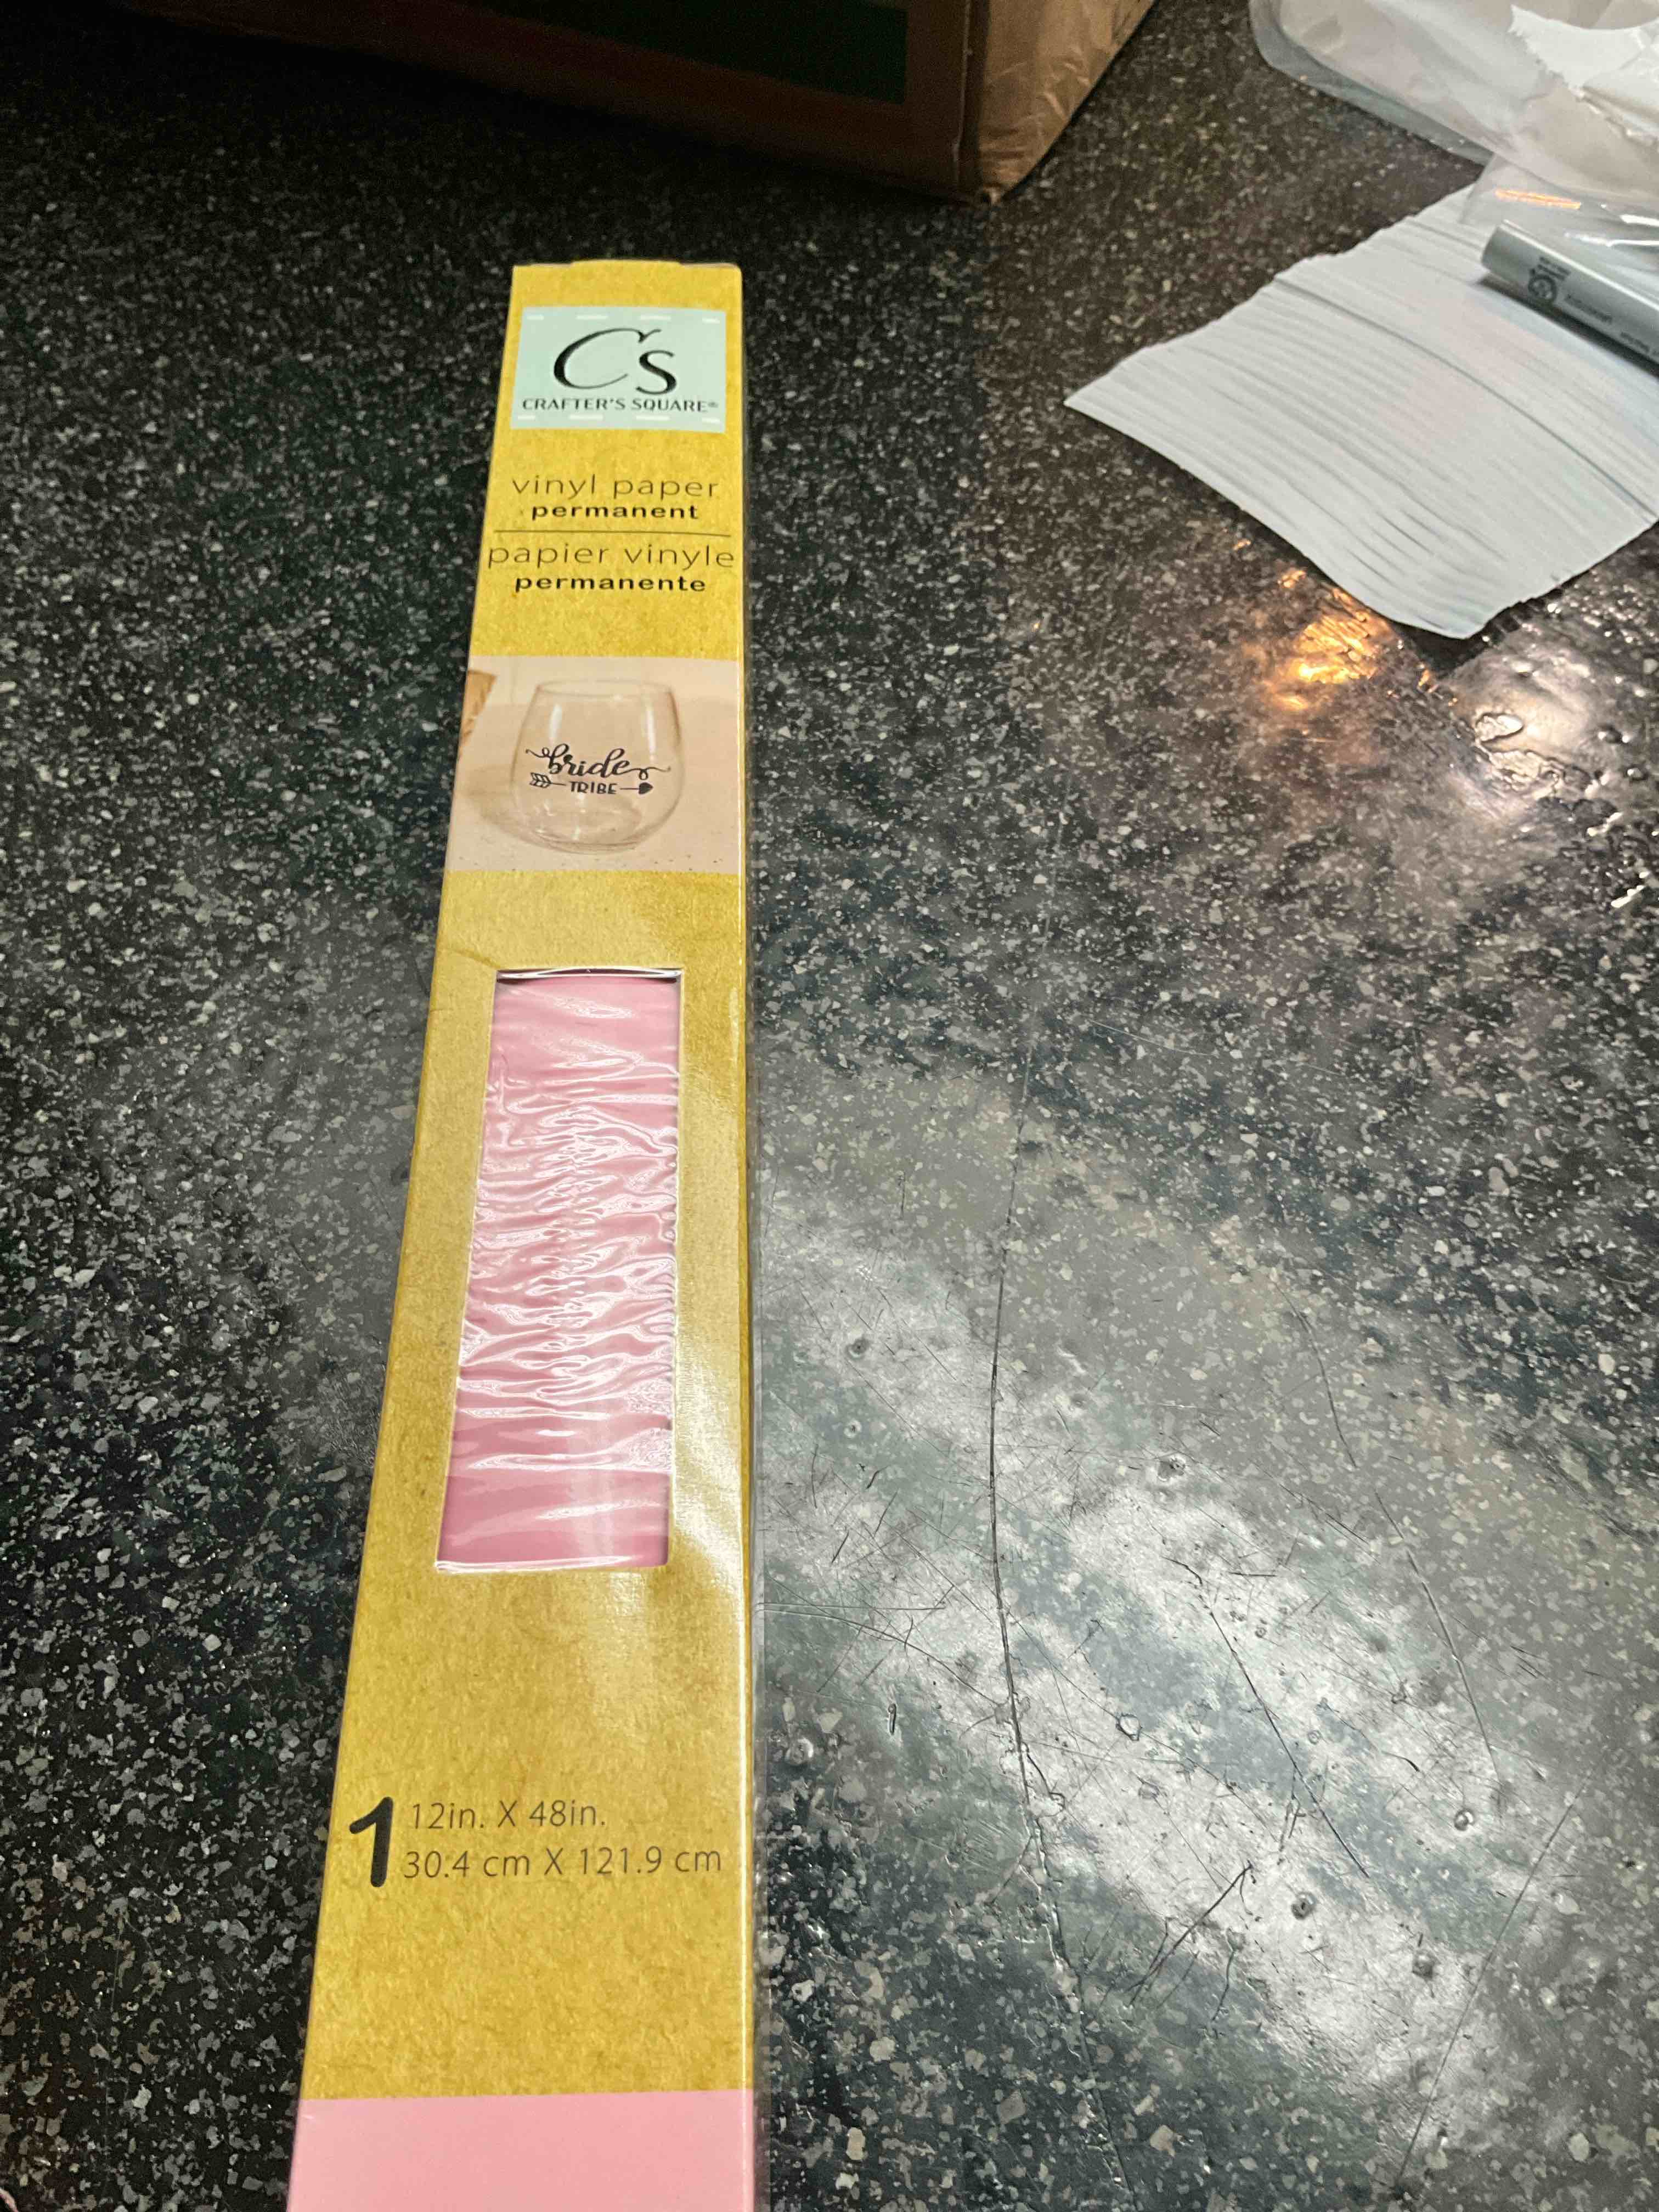 Cs
CRAFTER'S SQUARE®
vinyl paper
permanent
papier vinyle
permanente
bride
TRIBE
1
12in. X 48in.
30.4 cm X 121.9 cm